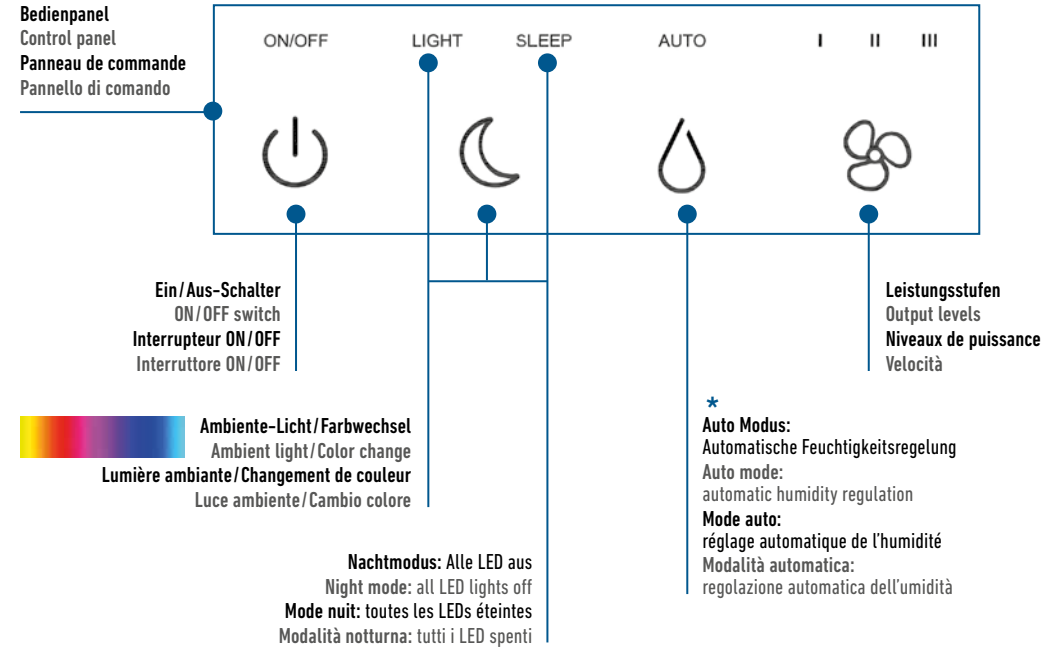 Bedienpanel
Control panel
Panneau de commande
Pannello di comando
ON/OFF LIGHT SLEEP AUTO I II III
Ein/Aus-Schalter
ON/OFF switch
Interrupteur ON/OFF
Interruttore ON/OFF
Leistungsstufen
Output levels
Niveaux de puissance
Velocità
Ambiente-Licht/Farbwechsel
Ambient light/Color change
Lumière ambiante/Changement de couleur
Luce ambiente/Cambio colore
*
Auto Modus:
Automatische Feuchtigkeitsregelung
Auto mode:
automatic humidity regulation
Mode auto:
réglage automatique de l'humidité
Modalità automatica:
regolazione automatica dell'umidità
Nachtmodus: Alle LED aus
Night mode: all LED lights off
Mode nuit: toutes les LEDs éteintes
Modalità notturna: tutti i LED spenti